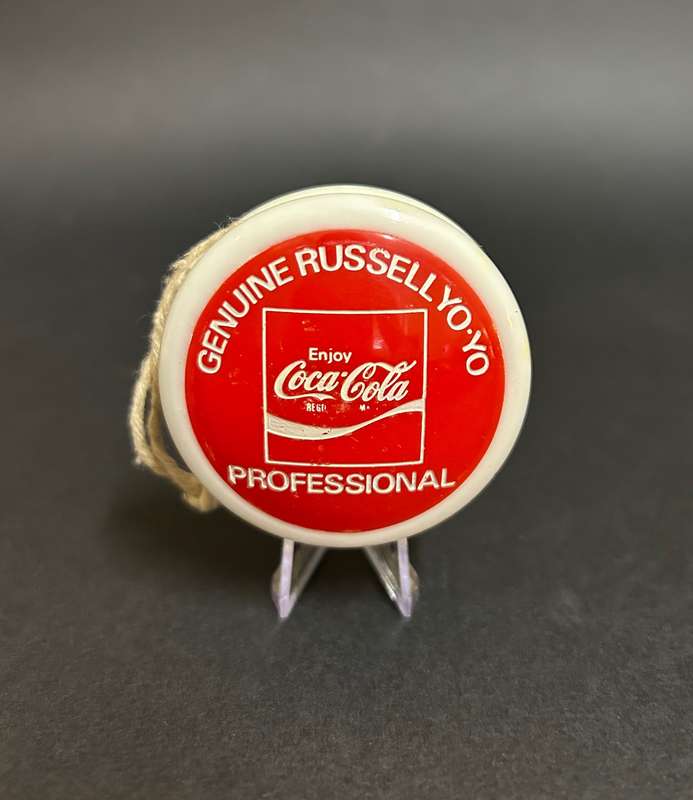 GENUINE RUSSELL YO·YO
Enjoy
Coca-Cola
PROFESSIONAL